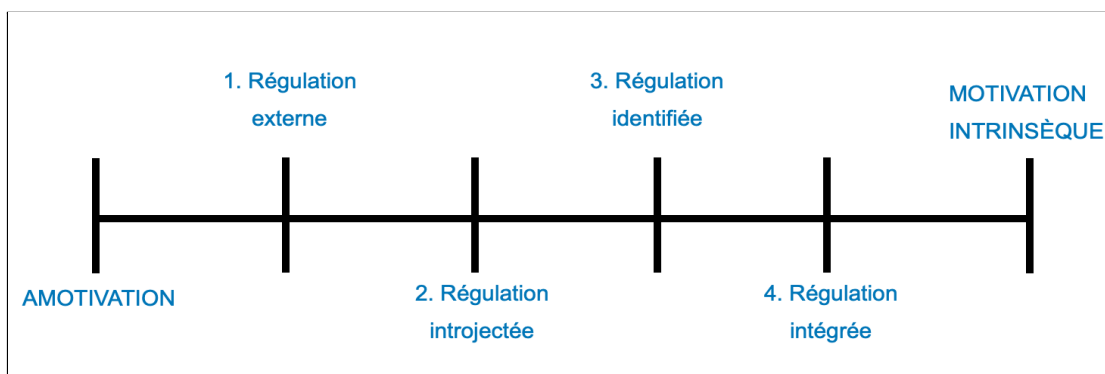 1. Régulation
externe
3. Régulation
identifiée
MOTIVATION
INTRINSÈQUE
AMOTIVATION
2. Régulation
introjectée
4. Régulation
intégrée